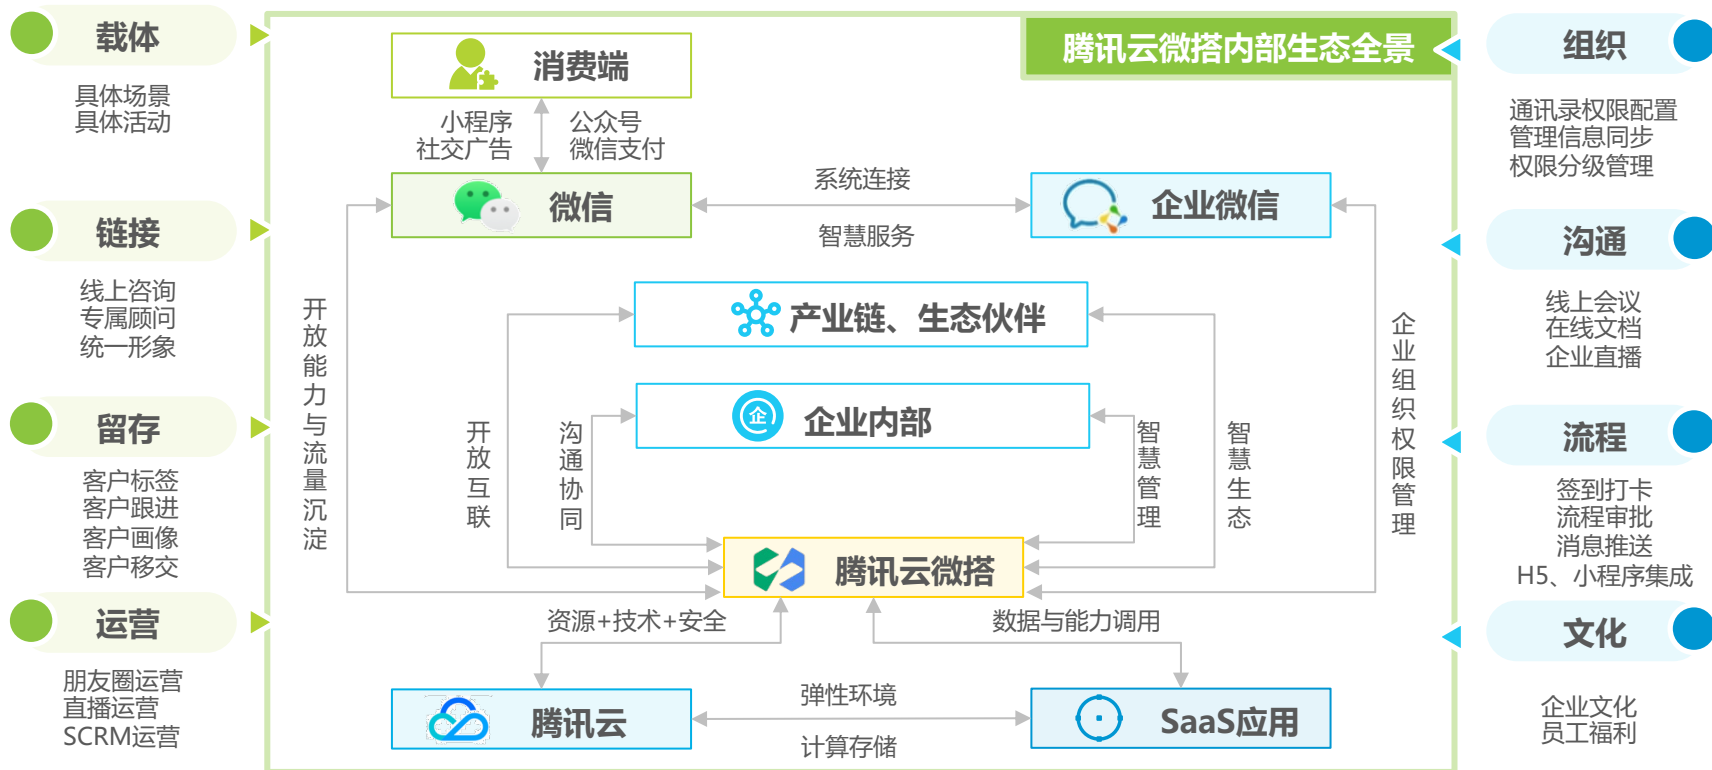 载体
具体场景
具体活动
链接
线上咨询
专属顾问
统一形象
留存
客户标签
客户跟进
客户画像
客户移交
运营
朋友圈运营
直播运营
SCRM运营
腾讯云微搭内部生态全景
消费端
小程序 公众号
社交广告 微信支付
微信
系统连接
智慧服务
企业微信
产业链、生态伙伴
企
企业内部
开放能力与流量沉淀
开放互联
沟通协同
智慧管理
智慧生态
企业组织权限管理
腾讯云微搭
资源+技术+安全
数据与能力调用
腾讯云
弹性环境
计算存储
SaaS应用
组织
通讯录权限配置
管理信息同步
权限分级管理
沟通
线上会议
在线文档
企业直播
流程
签到打卡
流程审批
消息推送
H5、小程序集成
文化
企业文化
员工福利